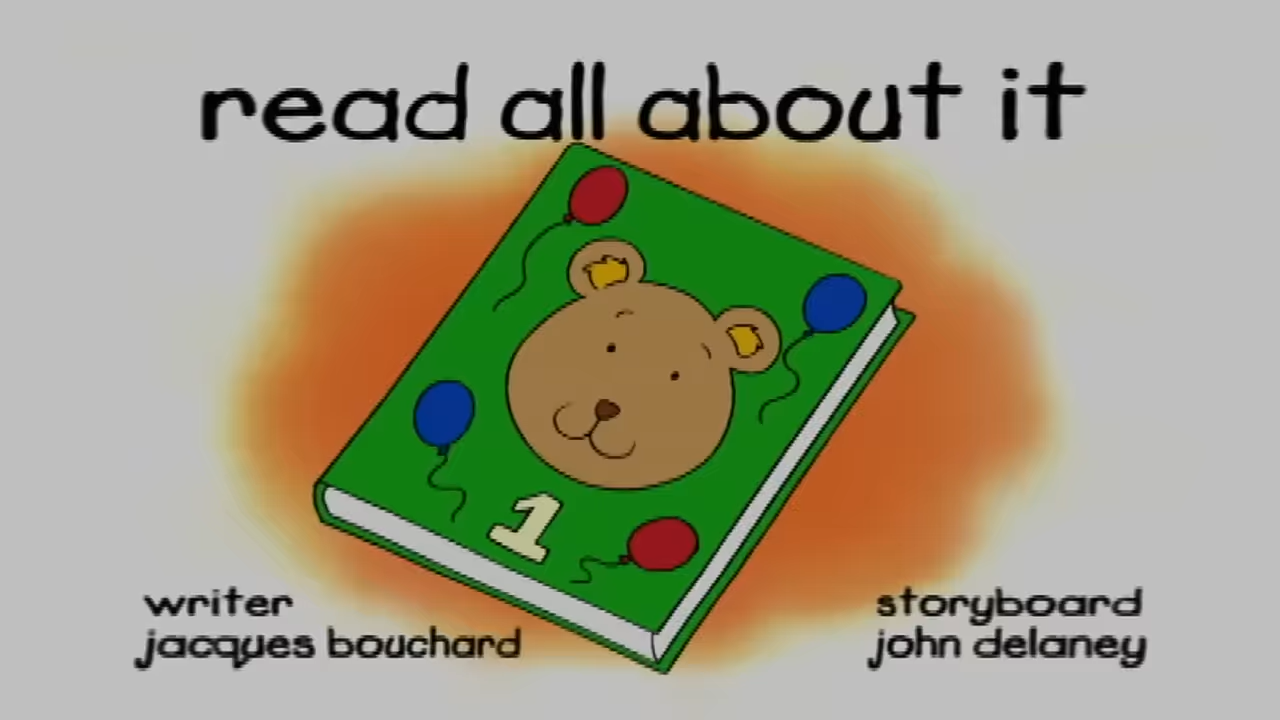 read all about it
1
writer
jacques bouchard
storyboard
john delaney